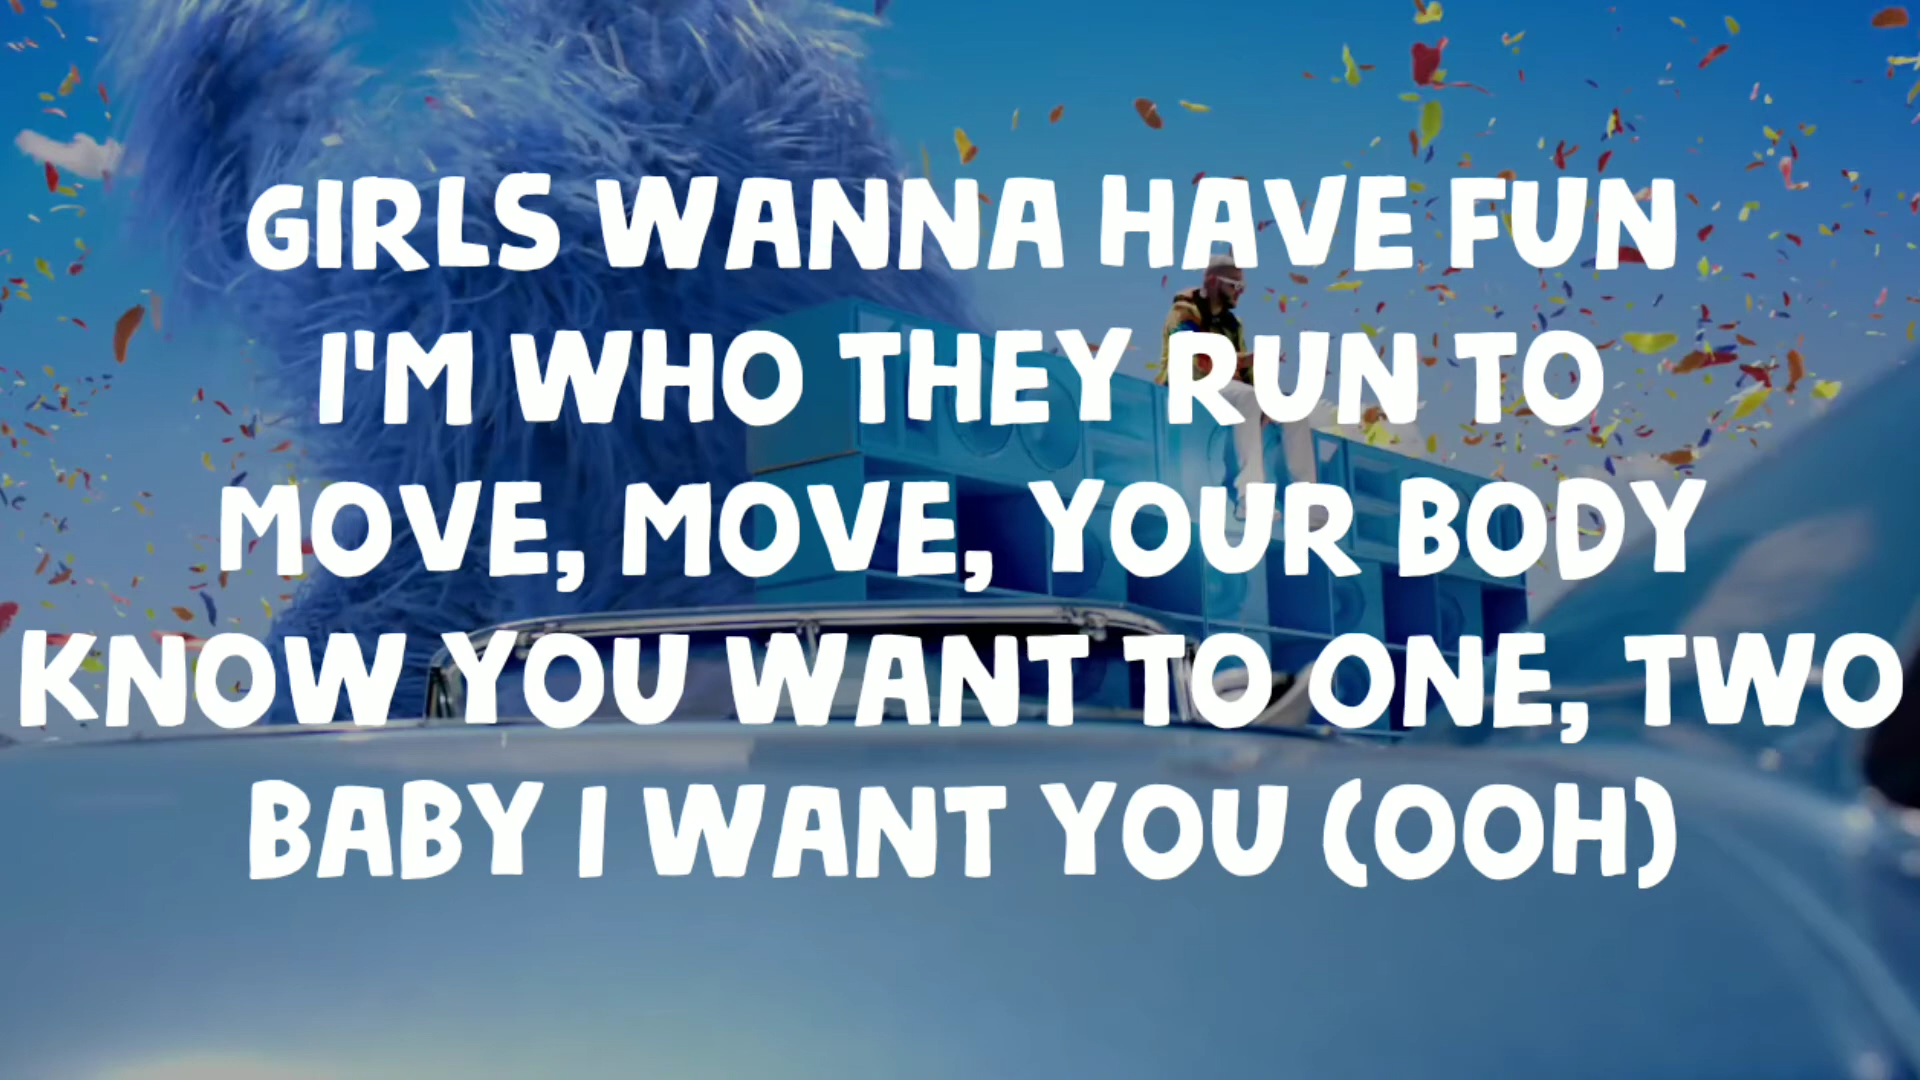 GIRLS WANNA HAVE FUN
I'M WHO THEY RUN TO
MOVE, MOVE, YOUR BODY
KNOW YOU WANT TO ONE, TWO
BABY I WANT YOU (OOH)